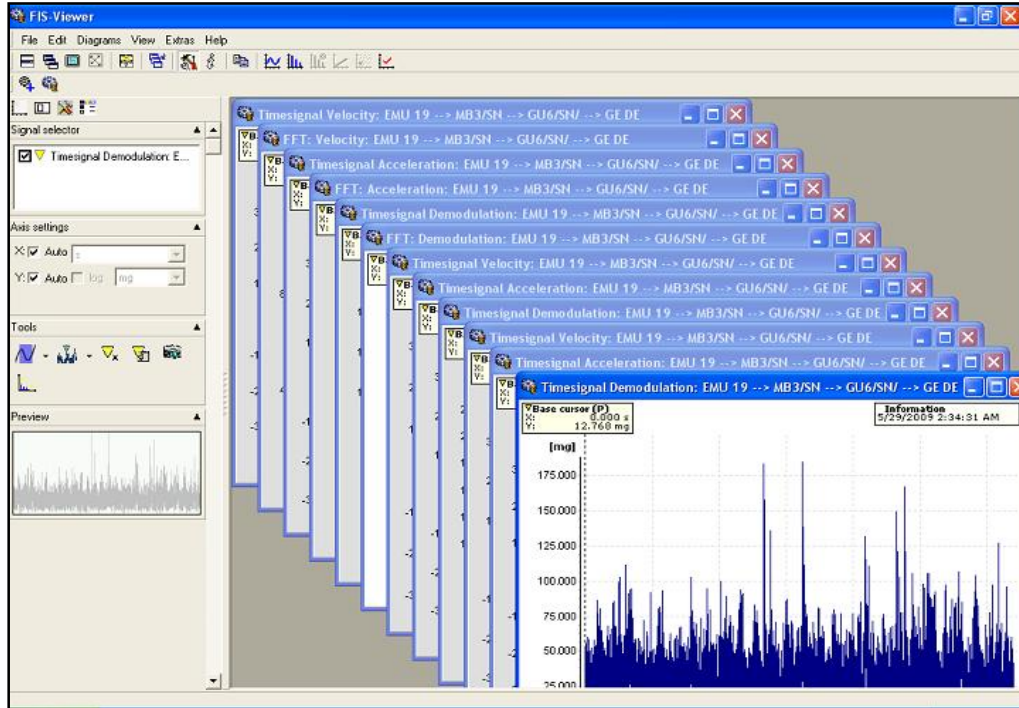 FIS-Viewer
File Edit Diagrams View Extras Help
Signal selector
Timesignal Demodulation: E...
Axis settings
X: Auto s
Y: Auto log mg
Tools
Preview
Timesignal Velocity: EMU 19 --> MB3/SN --> GU6/SN/ --> GE DE
FFT: Velocity: EMU 19 --> MB3/SN --> GU6/SN/ --> GE DE
Timesignal Acceleration: EMU 19 --> MB3/SN --> GU6/SN/ --> GE DE
FFT: Acceleration: EMU 19 --> MB3/SN --> GU6/SN/ --> GE DE
Timesignal Demodulation: EMU 19 --> MB3/SN --> GU6/SN/ --> GE DE
FFT: Demodulation: EMU 19 --> MB3/SN --> GU6/SN/ --> GE DE
Timesignal Velocity: EMU 19 --> MB3/SN --> GU6/SN/ --> GE DE
Timesignal Acceleration: EMU 19 --> MB3/SN --> GU6/SN/ --> GE DE
Timesignal Demodulation: EMU 19 --> MB3/SN --> GU6/SN/ --> GE DE
Timesignal Velocity: EMU 19 --> MB3/SN --> GU6/SN/ --> GE DE
Timesignal Acceleration: EMU 19 --> MB3/SN --> GU6/SN/ --> GE DE
Timesignal Demodulation: EMU 19 --> MB3/SN --> GU6/SN/ --> GE DE
Base cursor (P)
X: 0.000 s
Y: 12.768 mg
Information
5/29/2009 2:34:31 AM
[mg]
175.000
150.000
125.000
100.000
75.000
50.000
25.000